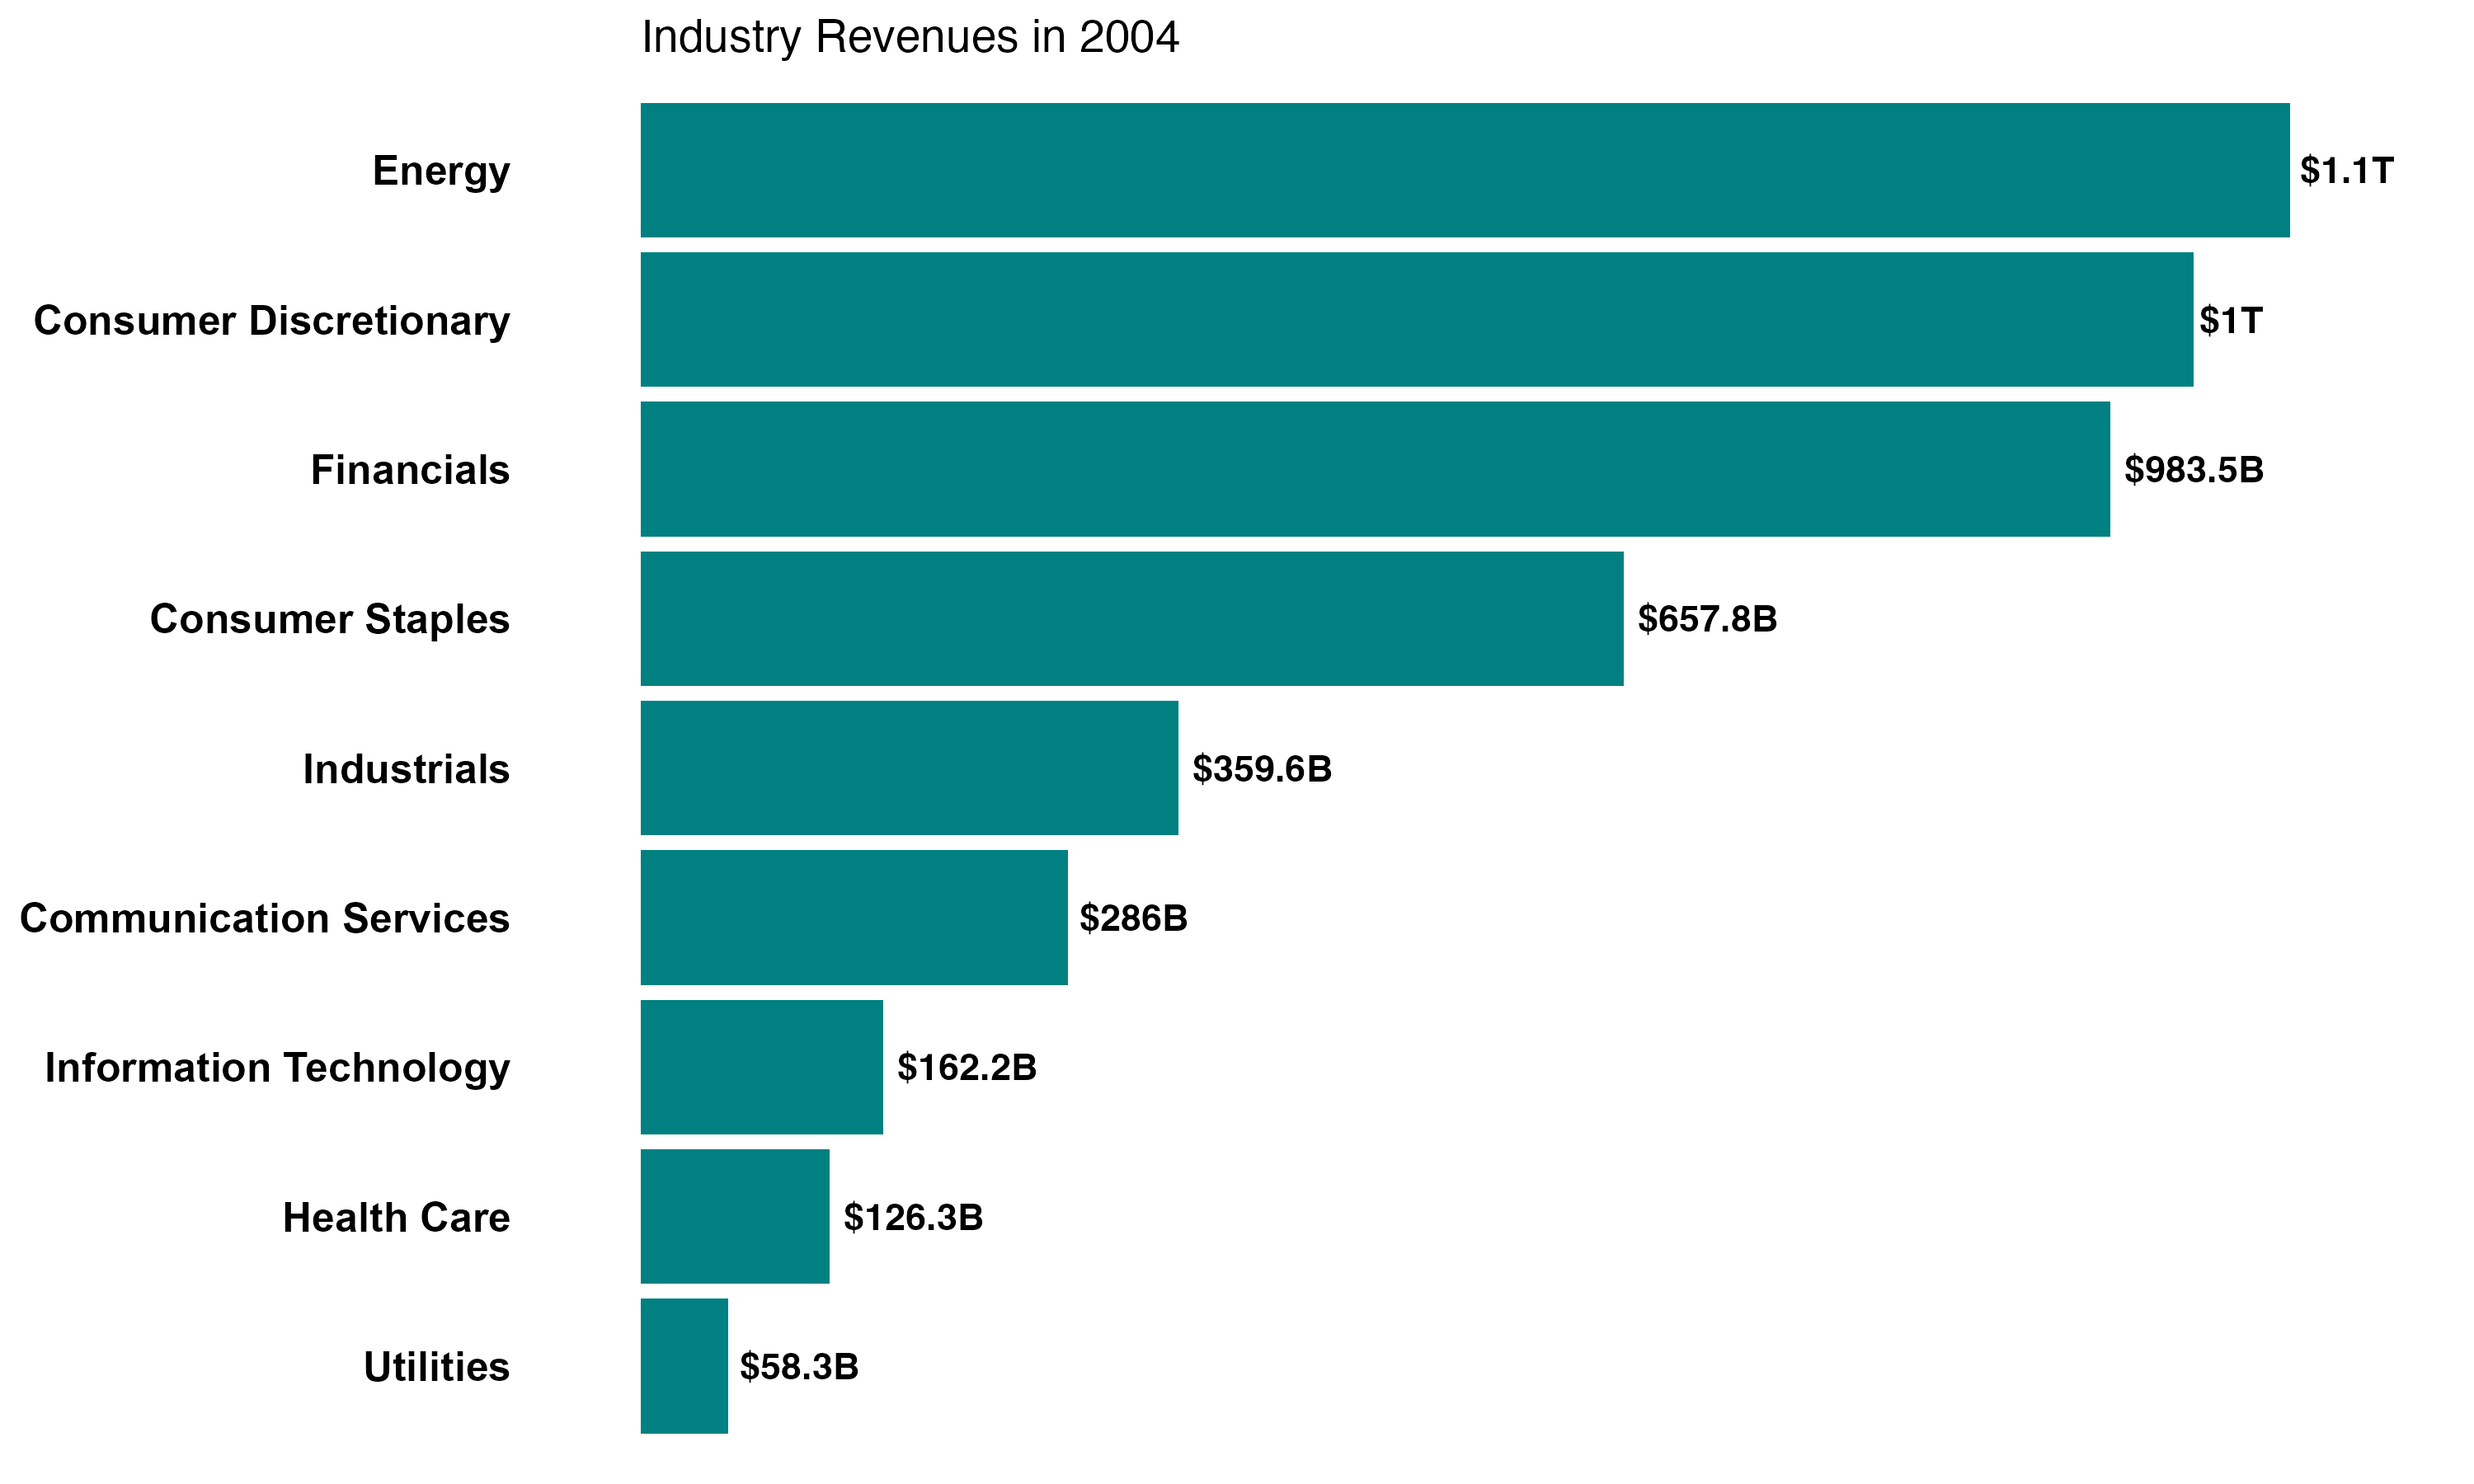 Industry Revenues in 2004
Energy $1.1T
Consumer Discretionary $1T
Financials $983.5B
Consumer Staples $657.8B
Industrials $359.6B
Communication Services $286B
Information Technology $162.2B
Health Care $126.3B
Utilities $58.3B